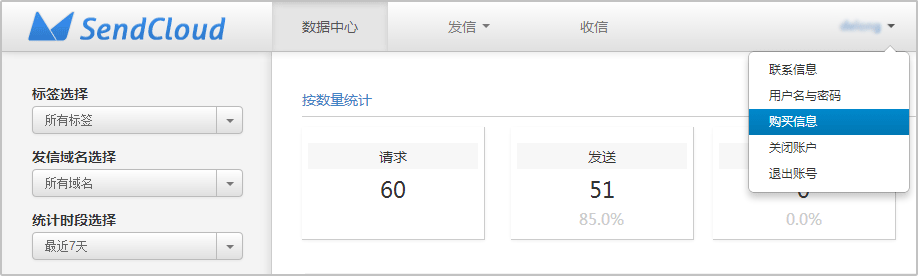 SendCloud
数据中心
发信
收信
联系信息
用户名与密码
购买信息
关闭账户
退出账号
标签选择
所有标签
发信域名选择
所有域名
统计时段选择
最近7天
按数量统计
请求
60
发送
51
85.0%
0.0%